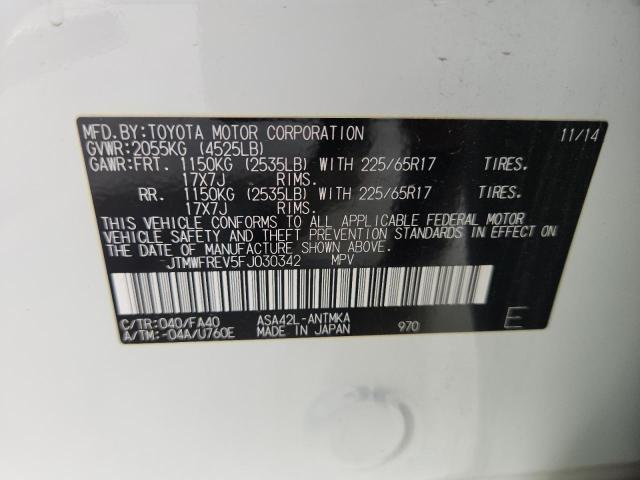 MFD.BY:TOYOTA MOTOR CORPORATION 11/14
GVWR:2055KG (4525LB)
GAWR:FRT. 1150KG (2535LB) WITH 225/65R17 TIRES.
17X7J RIMS.
RR. 1150KG (2535LB) WITH 225/65R17 TIRES.
17X7J RIMS.
THIS VEHICLE CONFORMS TO ALL APPLICABLE FEDERAL MOTOR
VEHICLE SAFETY AND THEFT PREVENTION STANDARDS IN EFFECT ON
THE DATE OF MANUFACTURE SHOWN ABOVE.
JTMWFREV5FJ030342 MPV
C/TR:040/FA40 ASA42L-ANTMKA
A/TM:-04A/U760E MADE IN JAPAN 970 E